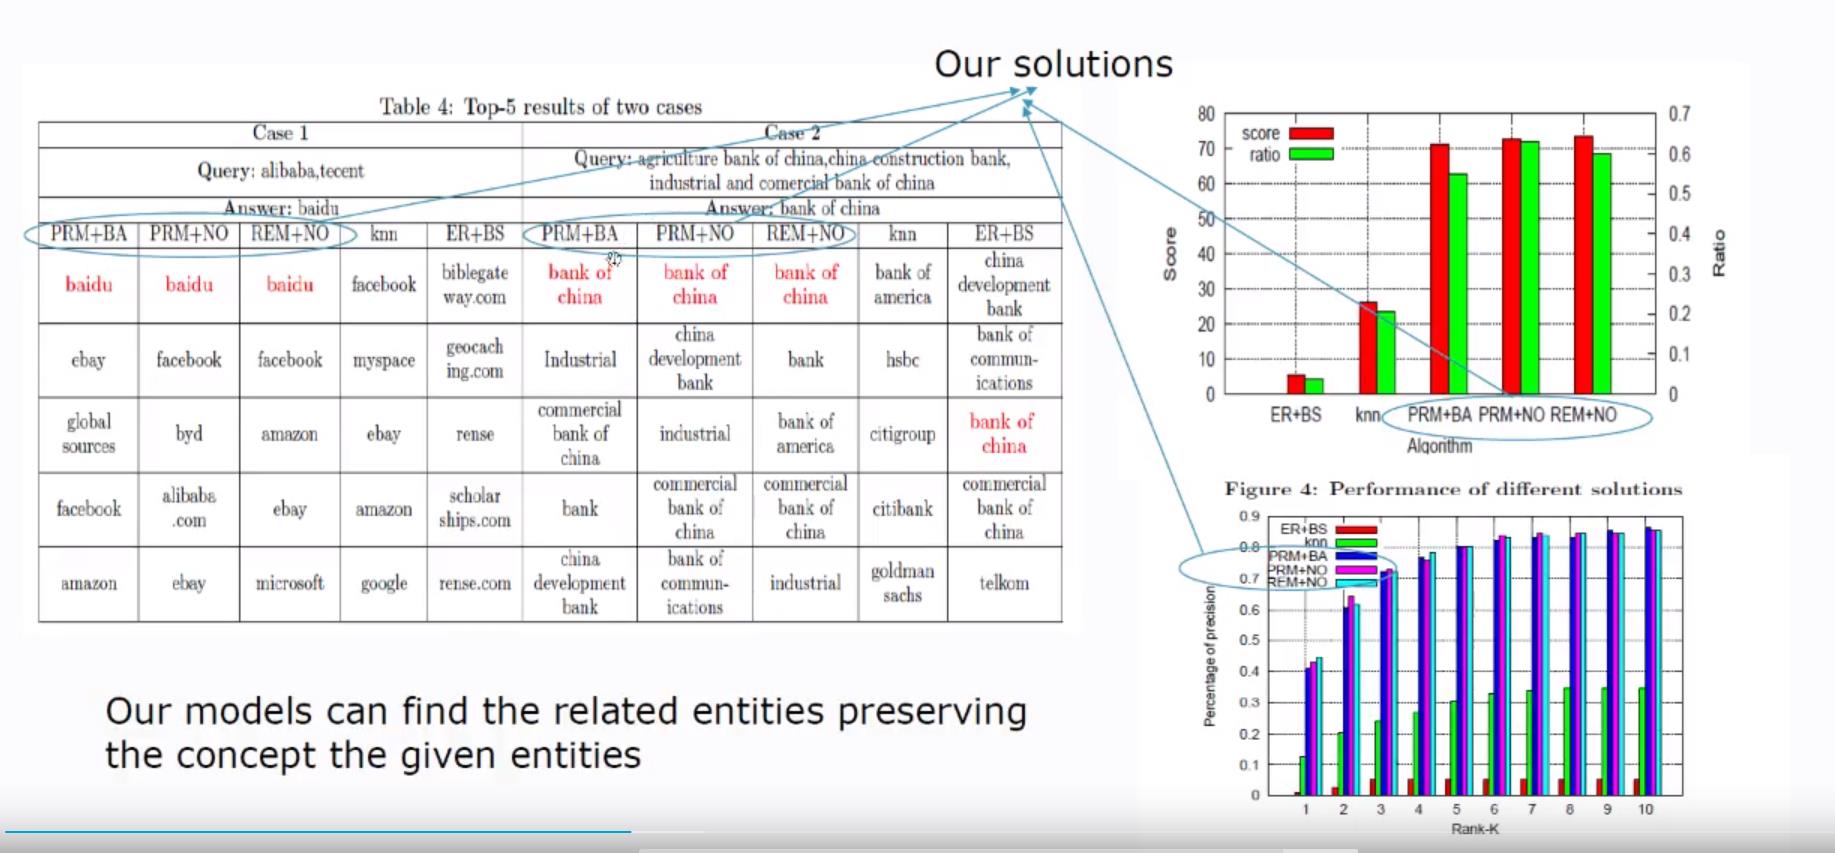 Our solutions
Table 4: Top-5 results of two cases
Case 1 Case 2
Query: alibaba,tecent
Query: agriculture bank of china,china construction bank,
industrial and comercial bank of china
Answer: baidu Answer: bank of china
PRM+BA PRM+NO REM+NO knn ER+BS PRM+BA PRM+NO REM+NO knn ER+BS
baidu baidu baidu facebook biblegate way.com bank of china bank of china bank of china bank of america china development bank
ebay facebook facebook myspace geocach ing.com Industrial china development bank bank hsbc bank of commun- ications
global sources byd amazon ebay rense commercial bank of china industrial bank of america citigroup bank of china
facebook alibaba .com ebay amazon scholar ships.com bank commercial bank of china commercial bank of china citibank commercial bank of china
amazon ebay microsoft google rense.com china development bank bank of commun- ications industrial goldman sachs telkom
Our models can find the related entities preserving
the concept the given entities
score
ratio
80
70
60
50
40
30
20
10
0
Score
0.7
0.6
0.5
0.4
0.3
0.2
0.1
0
Ratio
ER+BS knn PRM+BA PRM+NO REM+NO
Algorithm
Figure 4: Performance of different solutions
ER+BS
knn
PRM+BA
PRM+NO
REM+NO
0.9
0.8
0.7
0.6
0.5
0.4
0.3
0.2
0.1
0
Percentage of precision
1 2 3 4 5 6 7 8 9 10
Rank-K